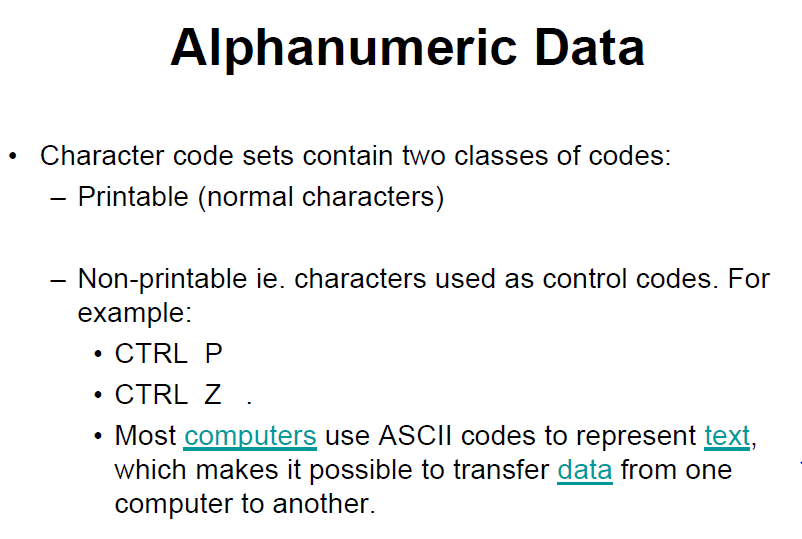 Alphanumeric Data
• Character code sets contain two classes of codes:
– Printable (normal characters)
– Non-printable ie. characters used as control codes. For
example:
• CTRL  P
• CTRL  Z   .
• Most computers use ASCII codes to represent text,
which makes it possible to transfer data from one
computer to another.